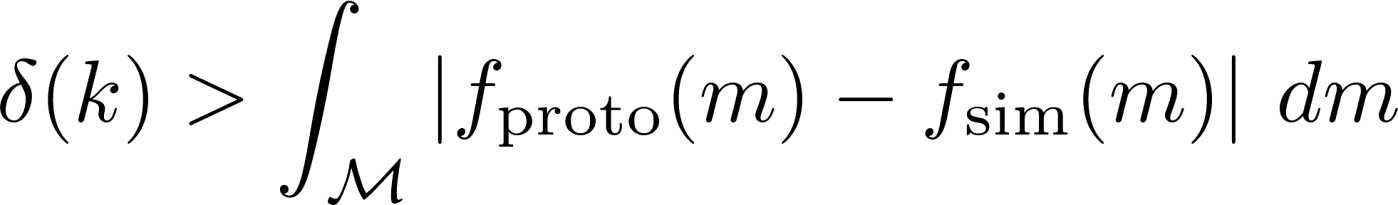 δ(k) > ∫_ℳ |f_proto(m) − f_sim(m)| dm